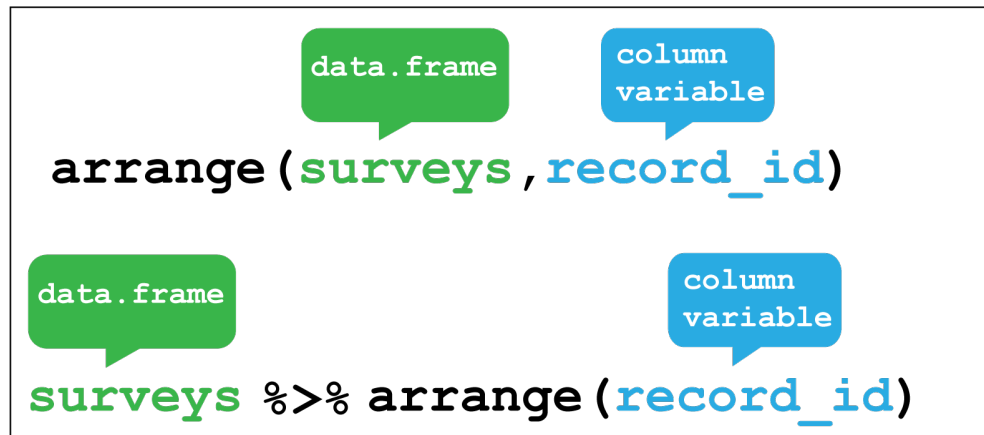 data.frame
column
variable
arrange(surveys,record_id)
data.frame
column
variable
surveys %>% arrange(record_id)